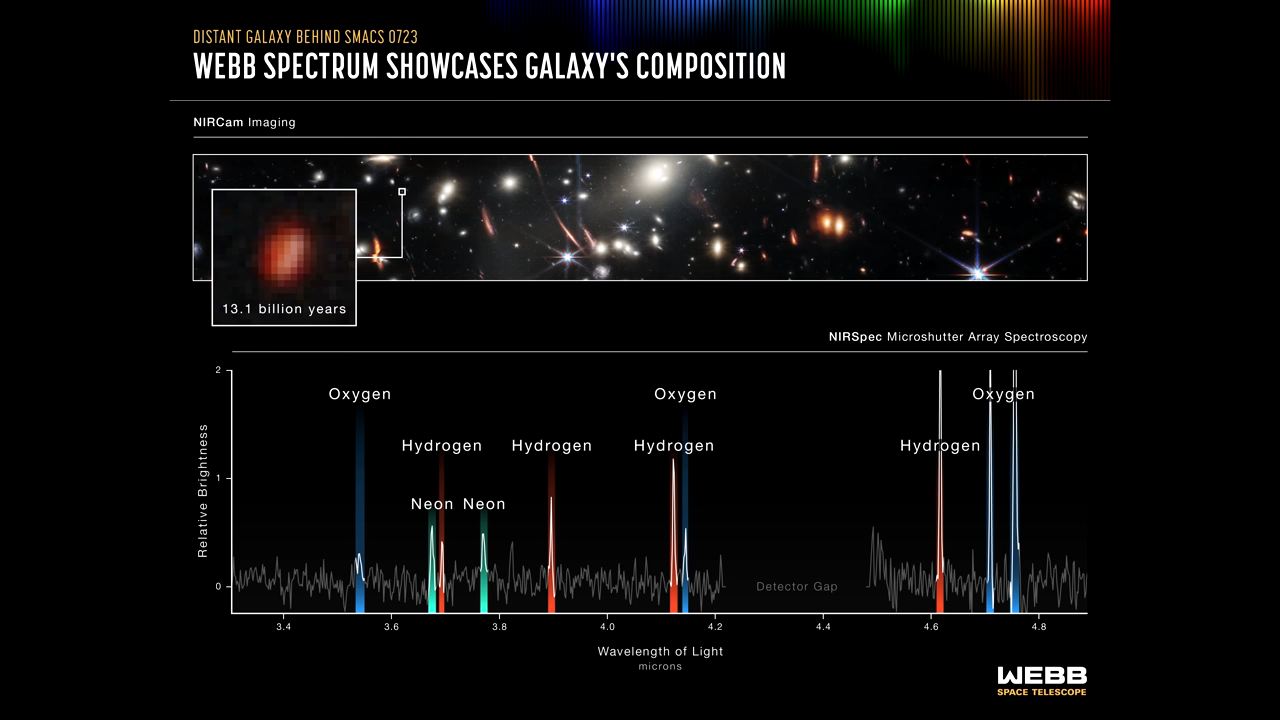 DISTANT GALAXY BEHIND SMACS 0723
WEBB SPECTRUM SHOWCASES GALAXY'S COMPOSITION
NIRCam Imaging
13.1 billion years
NIRSpec Microshutter Array Spectroscopy
2
1
0
Relative Brightness
Oxygen
Oxygen
Oxygen
Hydrogen
Hydrogen
Hydrogen
Hydrogen
Neon
Neon
Detector Gap
3.4
3.6
3.8
4.0
4.2
4.4
4.6
4.8
Wavelength of Light
microns
WEBB
SPACE TELESCOPE